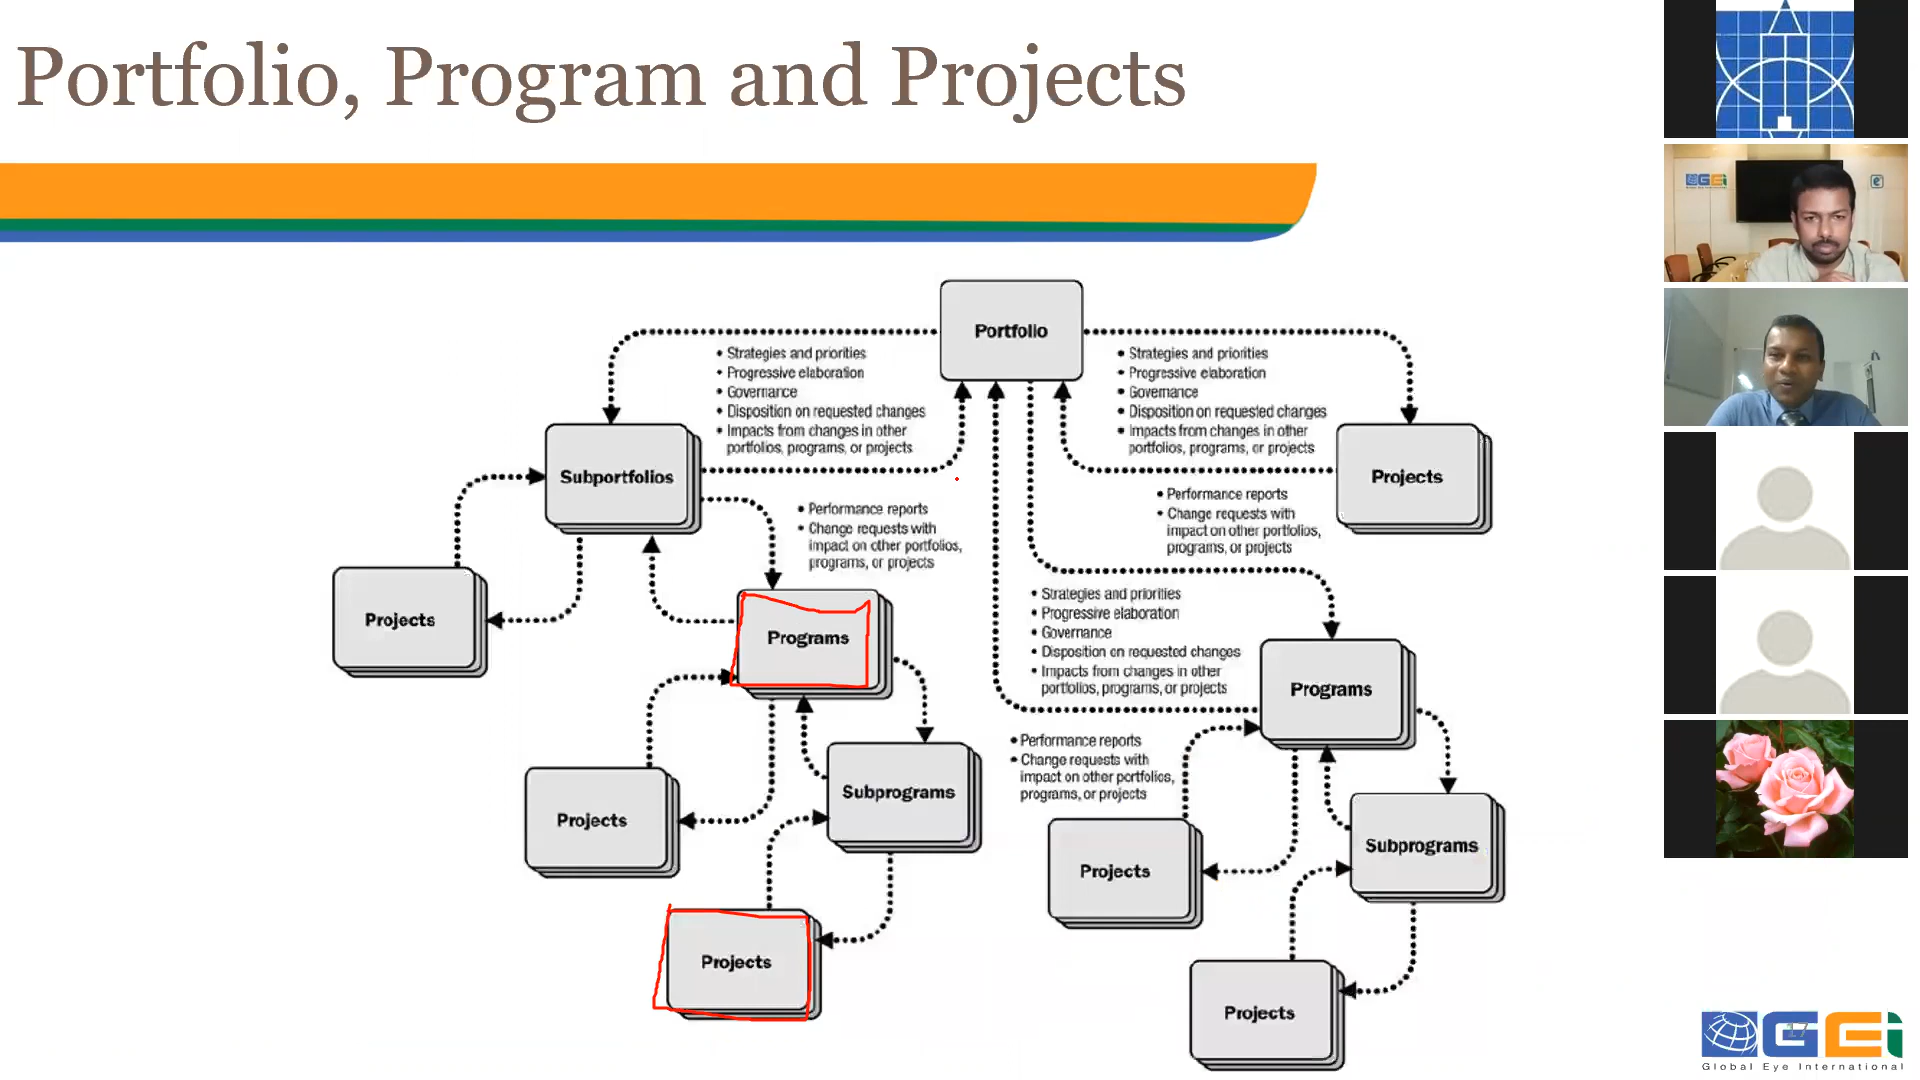 Portfolio, Program and Projects
Portfolio
• Strategies and priorities
• Progressive elaboration
• Governance
• Disposition on requested changes
• Impacts from changes in other
portfolios, programs, or projects
• Strategies and priorities
• Progressive elaboration
• Governance
• Disposition on requested changes
• Impacts from changes in other
portfolios, programs, or projects
Subportfolios
Projects
• Performance reports
• Change requests with
impact on other portfolios,
programs, or projects
• Performance reports
• Change requests with
impact on other portfolios,
programs, or projects
Projects
Programs
• Strategies and priorities
• Progressive elaboration
• Governance
• Disposition on requested changes
• Impacts from changes in other
portfolios, programs, or projects
Programs
• Performance reports
• Change requests with
impact on other portfolios,
programs, or projects
Projects
Subprograms
Projects
Subprograms
Projects
Projects
17
GEi
Global Eye International
GEi